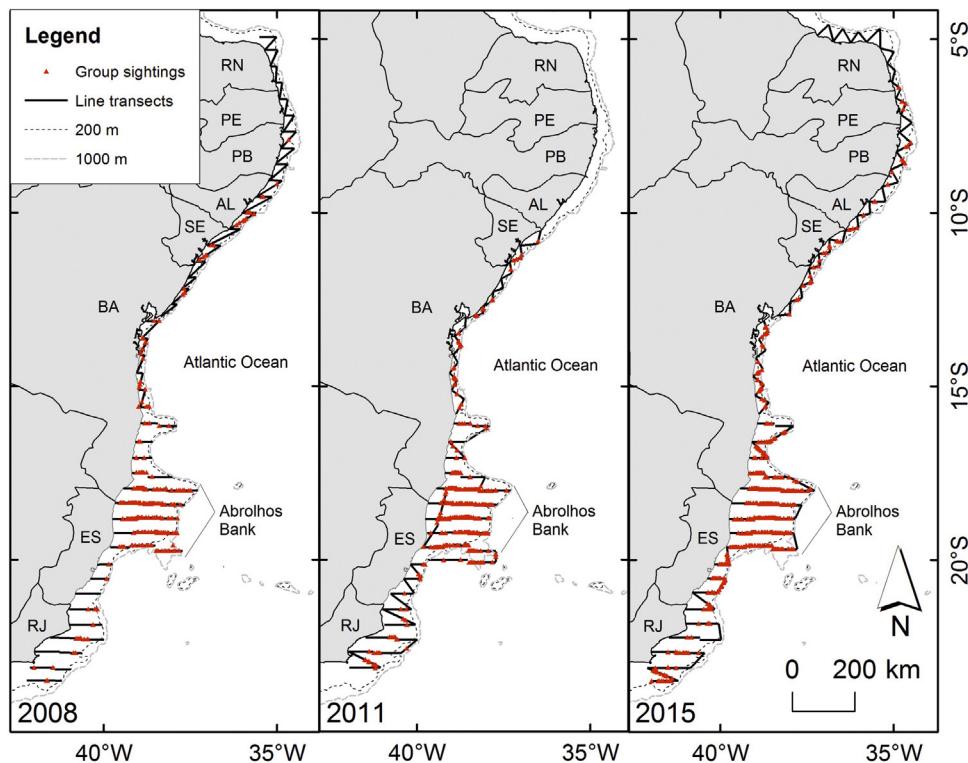 Legend
Group sightings
Line transects
200 m
1000 m
RN
PE
PB
AL
SE
BA
Atlantic Ocean
Abrolhos
Bank
ES
RJ
2008
RN
PE
PB
AL
SE
BA
Atlantic Ocean
Abrolhos
Bank
ES
RJ
2011
RN
PE
PB
AL
SE
BA
Atlantic Ocean
Abrolhos
Bank
ES
RJ
N
0 200 km
2015
5°S
10°S
15°S
20°S
40°W 35°W 40°W 35°W 40°W 35°W